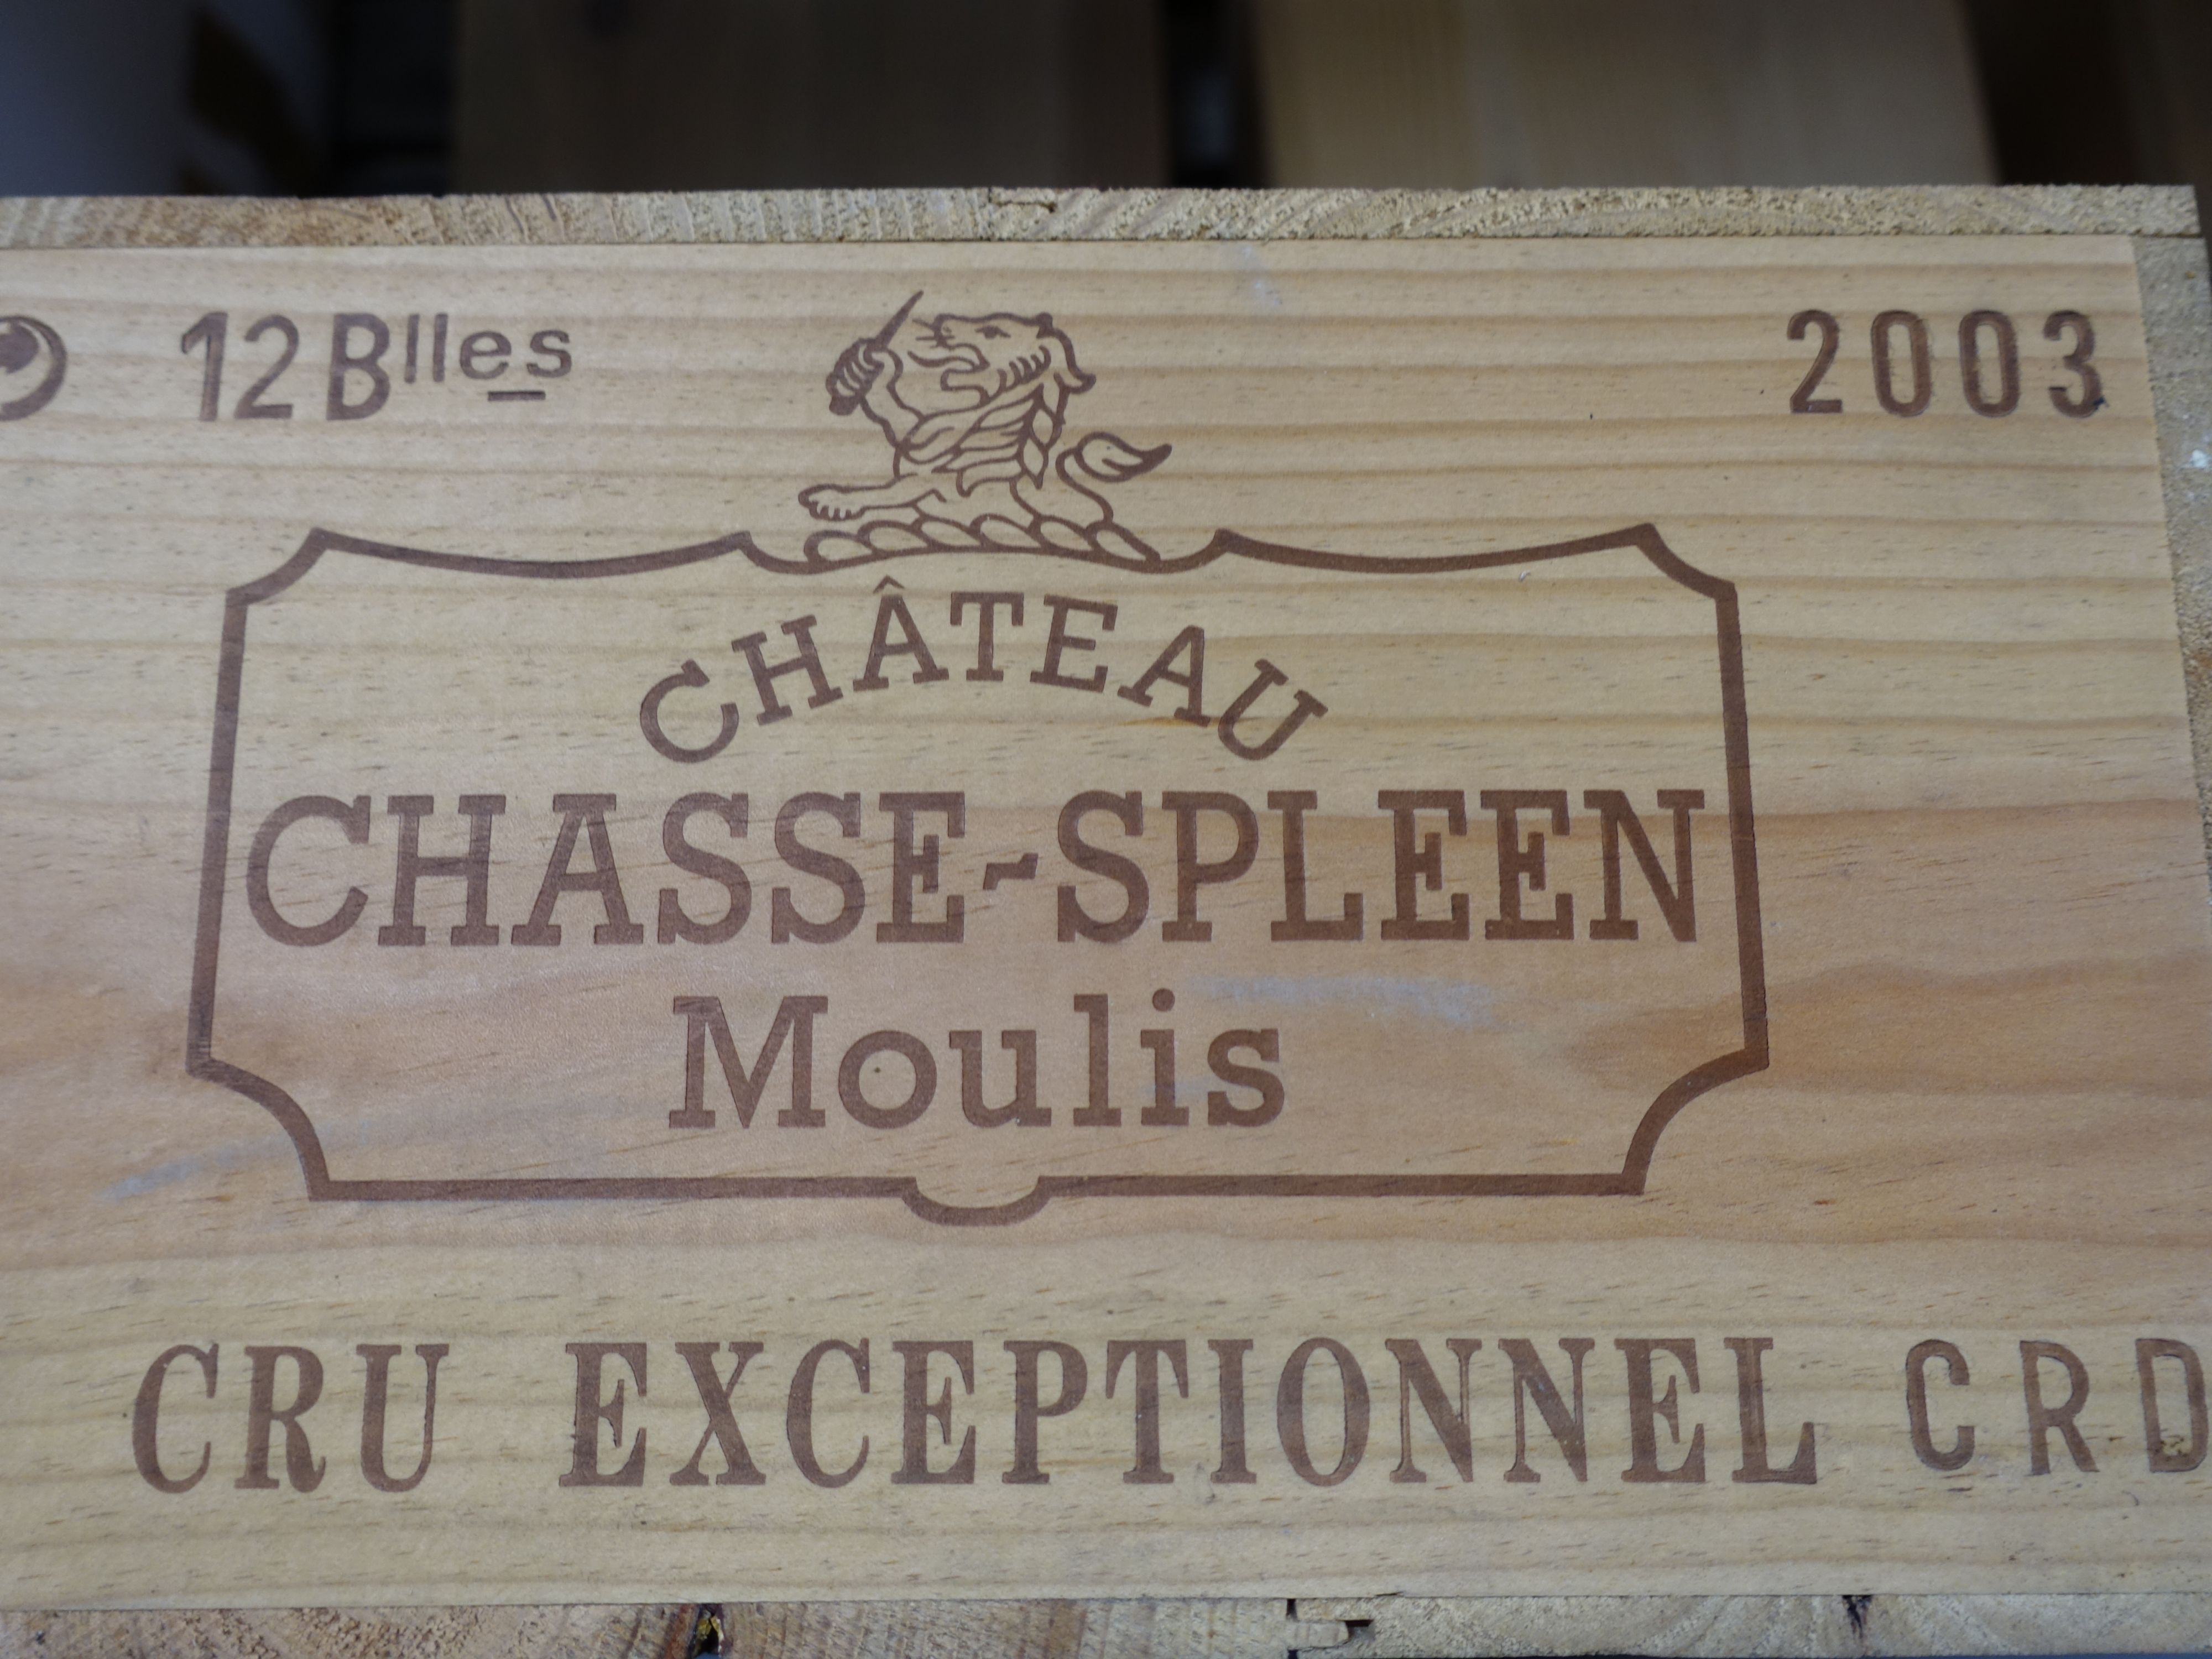 12 Blles
2003
CHÂTEAU
CHASSE-SPLEEN
Moulis
CRU EXCEPTIONNEL CRD